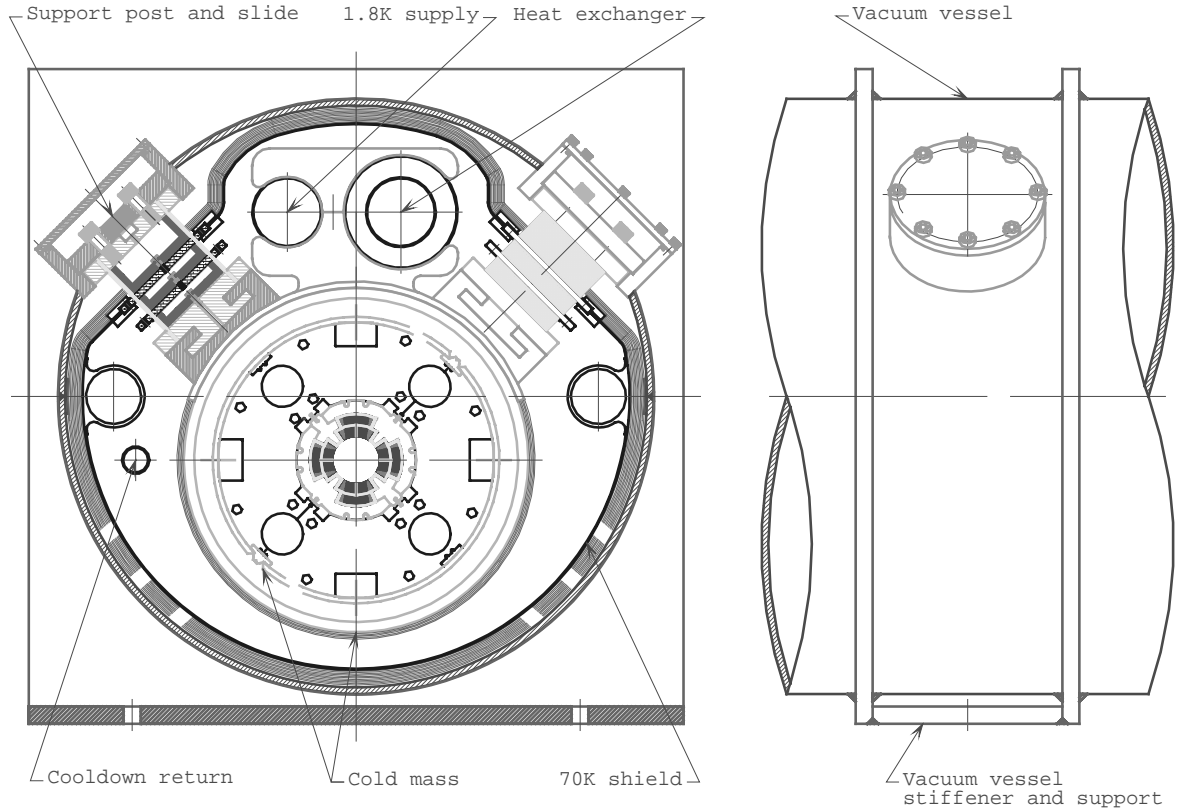 Support post and slide
1.8K supply
Heat exchanger
Vacuum vessel
Cooldown return
Cold mass
70K shield
Vacuum vessel
stiffener and support